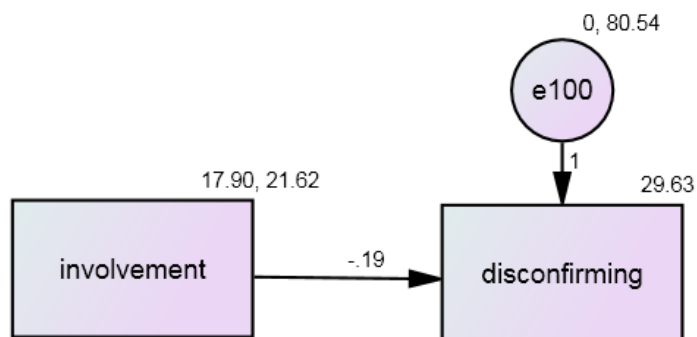 0, 80.54
e100
1
17.90, 21.62
29.63
involvement
-.19
disconfirming